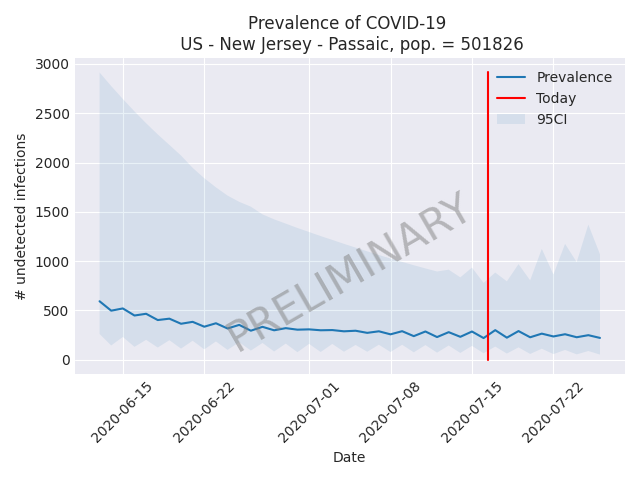 Prevalence of COVID-19
US - New Jersey - Passaic, pop. = 501826
3000
2500
2000
1500
1000
500
0
# undetected infections
Prevalence
Today
95CI
PRELIMINARY
2020-06-15
2020-06-22
2020-07-01
2020-07-08
2020-07-15
2020-07-22
Date